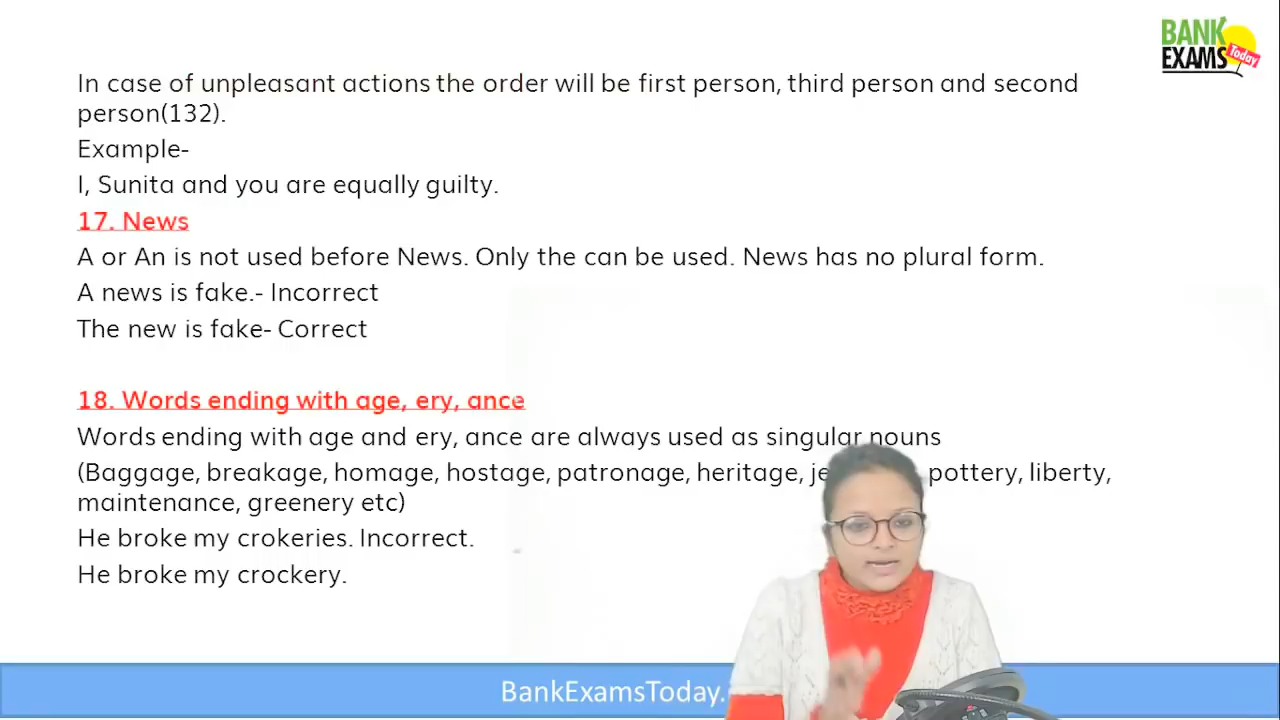 BANK
EXAMS Today
In case of unpleasant actions the order will be first person, third person and second
person(132).
Example-
I, Sunita and you are equally guilty.
17. News
A or An is not used before News. Only the can be used. News has no plural form.
A news is fake.- Incorrect
The new is fake- Correct
18. Words ending with age, ery, ance
Words ending with age and ery, ance are always used as singular nouns
(Baggage, breakage, homage, hostage, patronage, heritage, pottery, liberty,
maintenance, greenery etc)
He broke my crokeries. Incorrect.
He broke my crockery.
BankExamsToday.